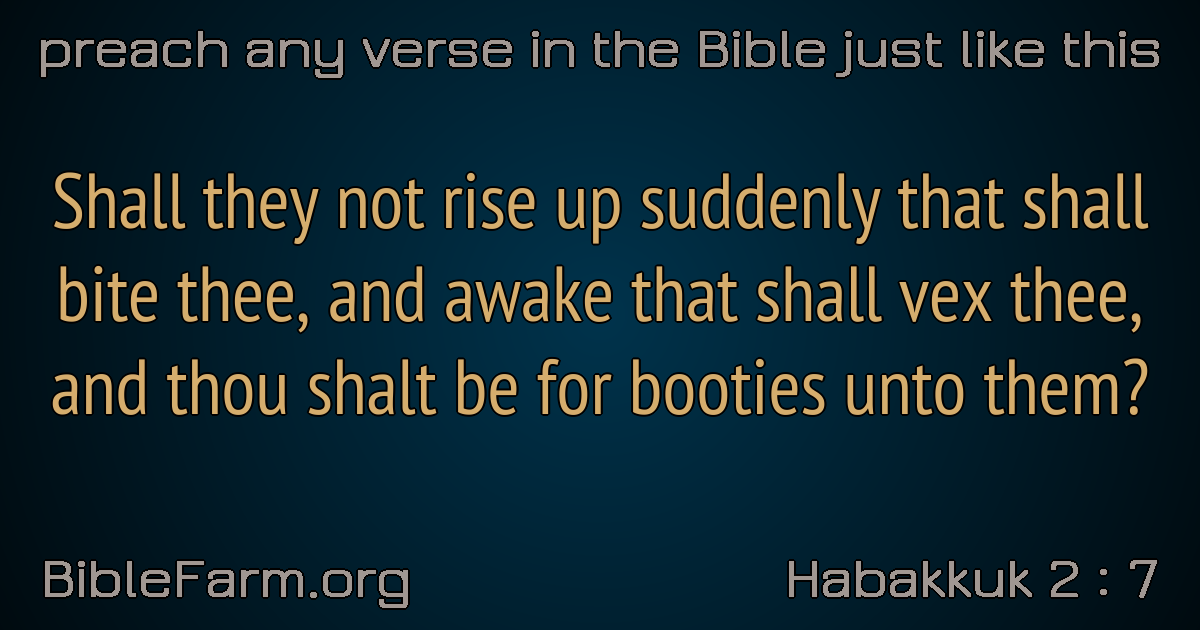 preach any verse in the Bible just like this
Shall they not rise up suddenly that shall
bite thee, and awake that shall vex thee,
and thou shalt be for booties unto them?
BibleFarm.org
Habakkuk 2 : 7